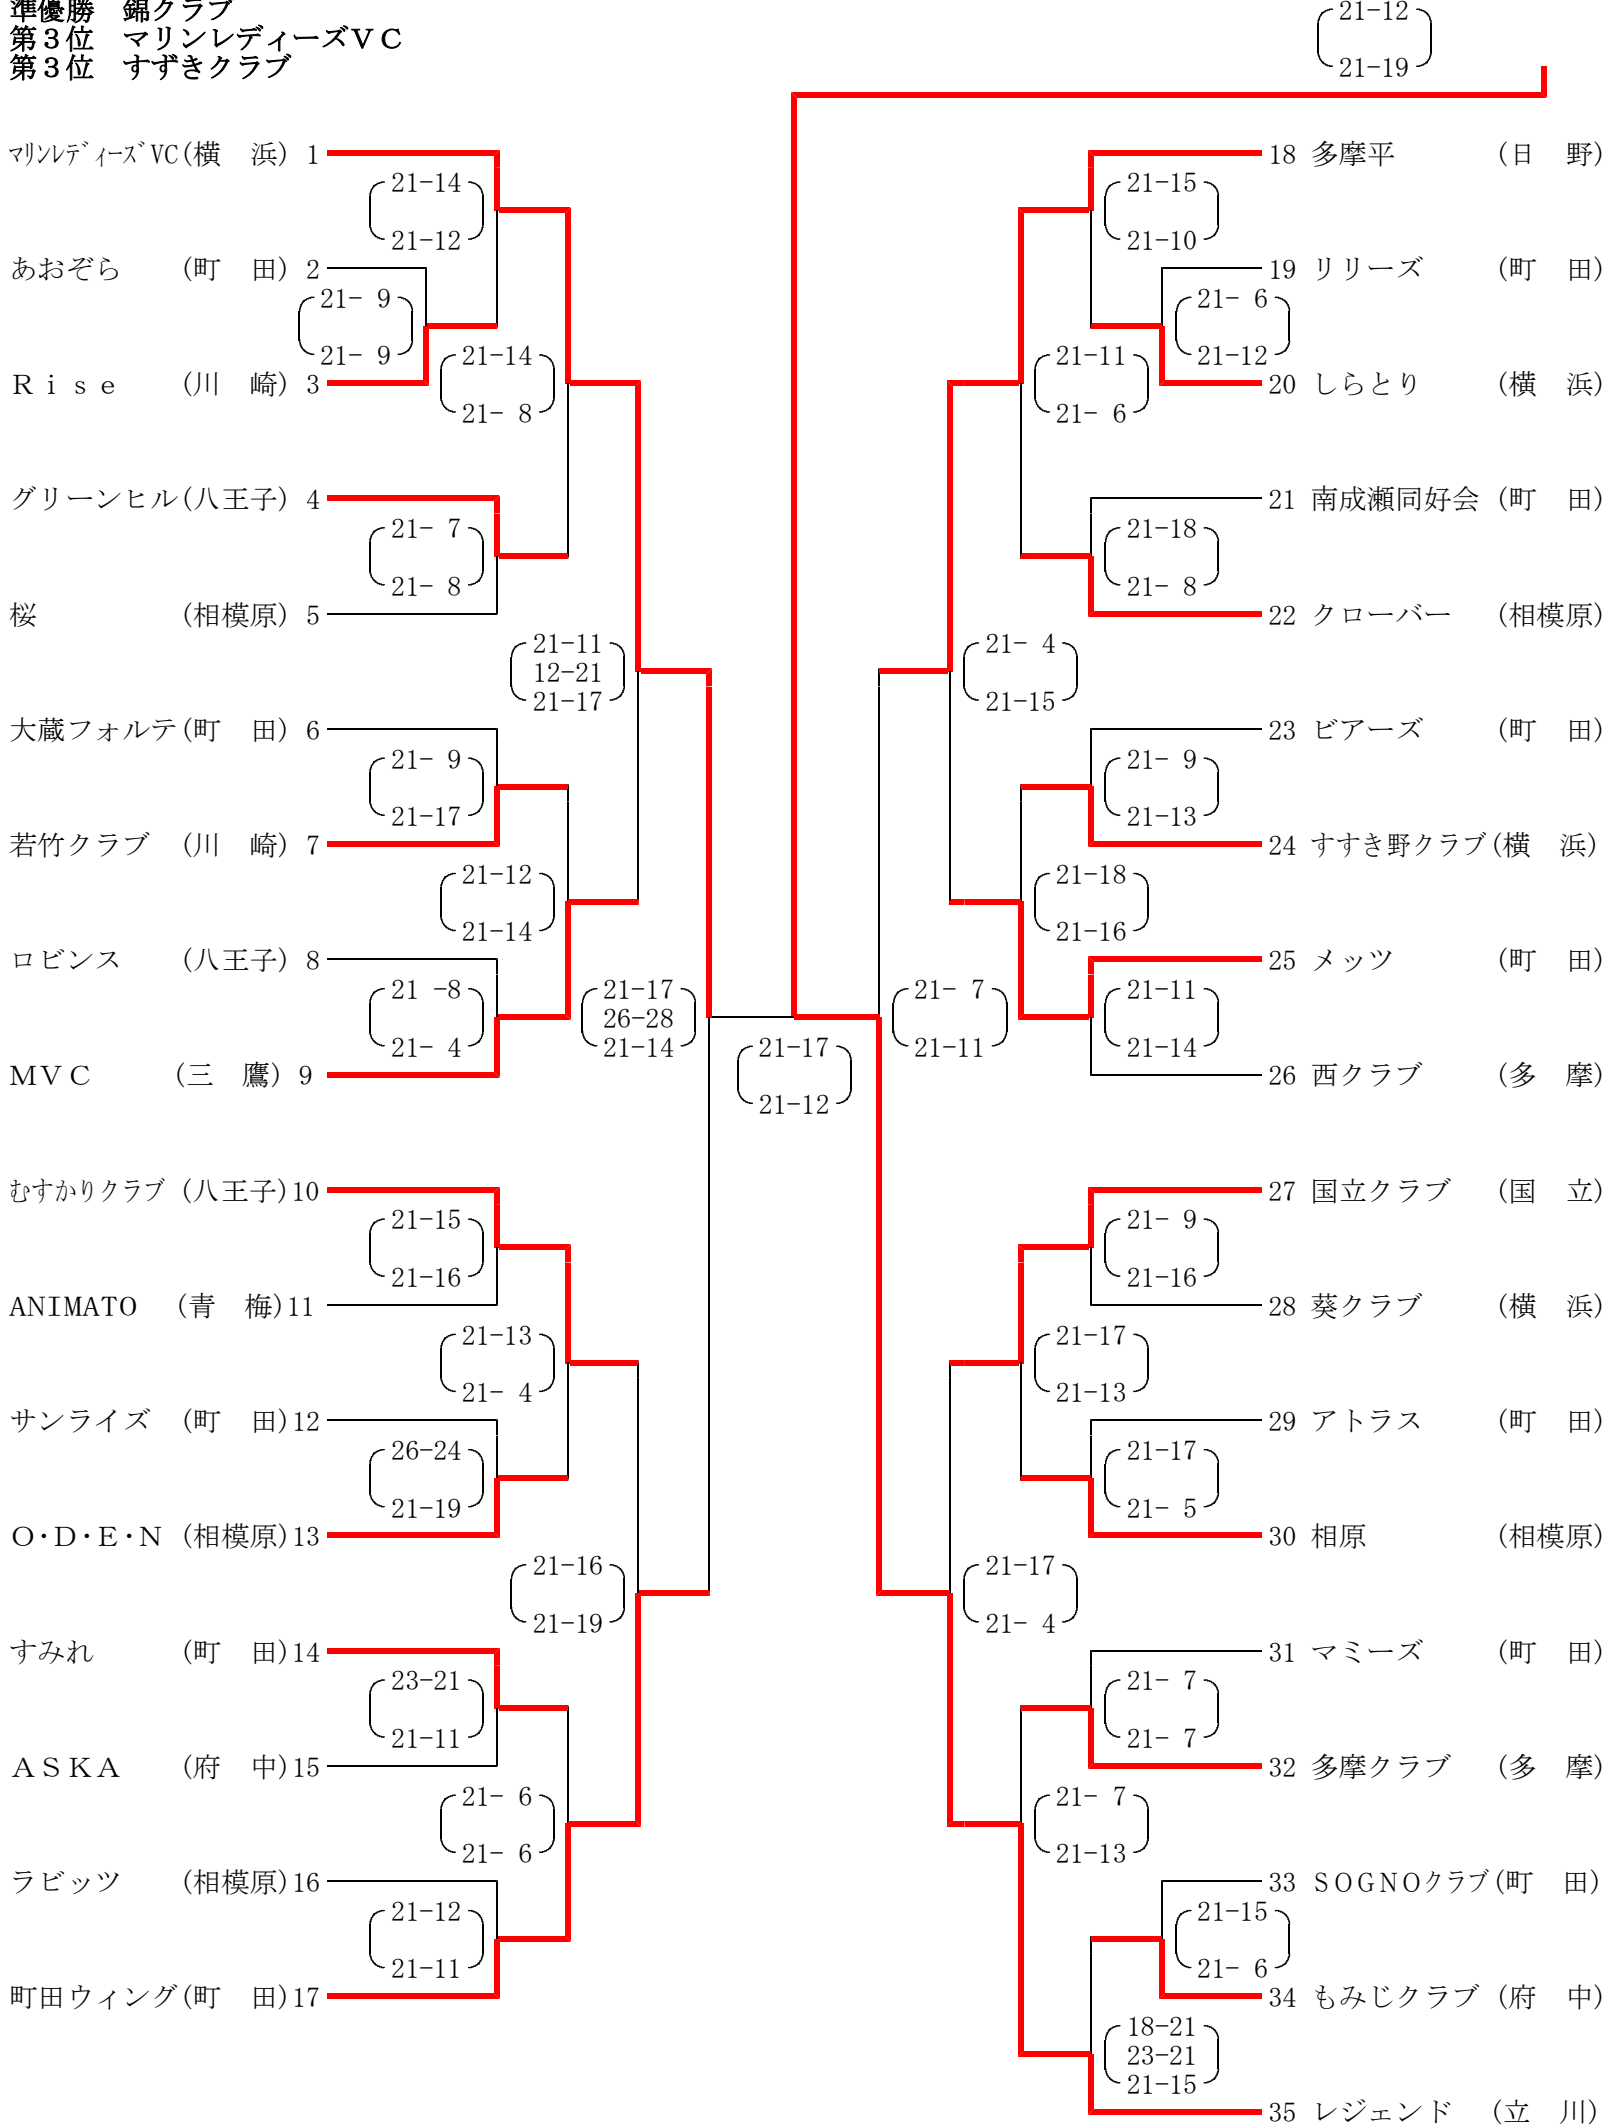 準優勝　錦クラブ
第３位　マリンレディーズＶＣ
第３位　すずきクラブ
21-12
21-19
ﾏﾘﾝﾚﾃﾞｨｰｽﾞVC(横　浜) 1
21-14
21-12
あおぞら　　(町　田) 2
21- 9
21- 9
Ｒｉｓｅ　　(川　崎) 3
21-14
21- 8
グリーンヒル(八王子) 4
21- 7
21- 8
桜　　　　　(相模原) 5
21-11
12-21
21-17
大蔵フォルテ(町　田) 6
21- 9
21-17
若竹クラブ　(川　崎) 7
21-12
21-14
ロビンス　　(八王子) 8
21 -8
21- 4
21-17
26-28
21-14
ＭＶＣ　　　(三　鷹) 9
21-17
21-12
むすかりクラブ (八王子)10
21-15
21-16
ANIMATO　(青　梅)11
21-13
21- 4
サンライズ　(町　田)12
26-24
21-19
Ｏ・Ｄ・Ｅ・Ｎ (相模原)13
21-16
21-19
すみれ　　　(町　田)14
23-21
21-11
ＡＳＫＡ　　(府　中)15
21- 6
21- 6
ラビッツ　　(相模原)16
21-12
21-11
町田ウィング(町　田)17
18 多摩平　　　(日　野)
21-15
21-10
19 リリーズ　　(町　田)
21- 6
21-12
21-11
21- 6
20 しらとり　　(横　浜)
21 南成瀬同好会 (町　田)
21-18
21- 8
22 クローバー　(相模原)
21- 4
21-15
23 ビアーズ　　(町　田)
21- 9
21-13
24 すすき野クラブ(横　浜)
21-18
21-16
25 メッツ　　　(町　田)
21- 7
21-11
21-11
21-14
26 西クラブ　　(多　摩)
27 国立クラブ　(国　立)
21- 9
21-16
28 葵クラブ　　(横　浜)
21-17
21-13
29 アトラス　　(町　田)
21-17
21- 5
30 相原　　　　(相模原)
21-17
21- 4
31 マミーズ　　(町　田)
21- 7
21- 7
32 多摩クラブ　(多　摩)
21- 7
21-13
33 ＳＯＧＮＯクラブ(町　田)
21-15
21- 6
34 もみじクラブ (府　中)
18-21
23-21
21-15
35 レジェンド　(立　川)